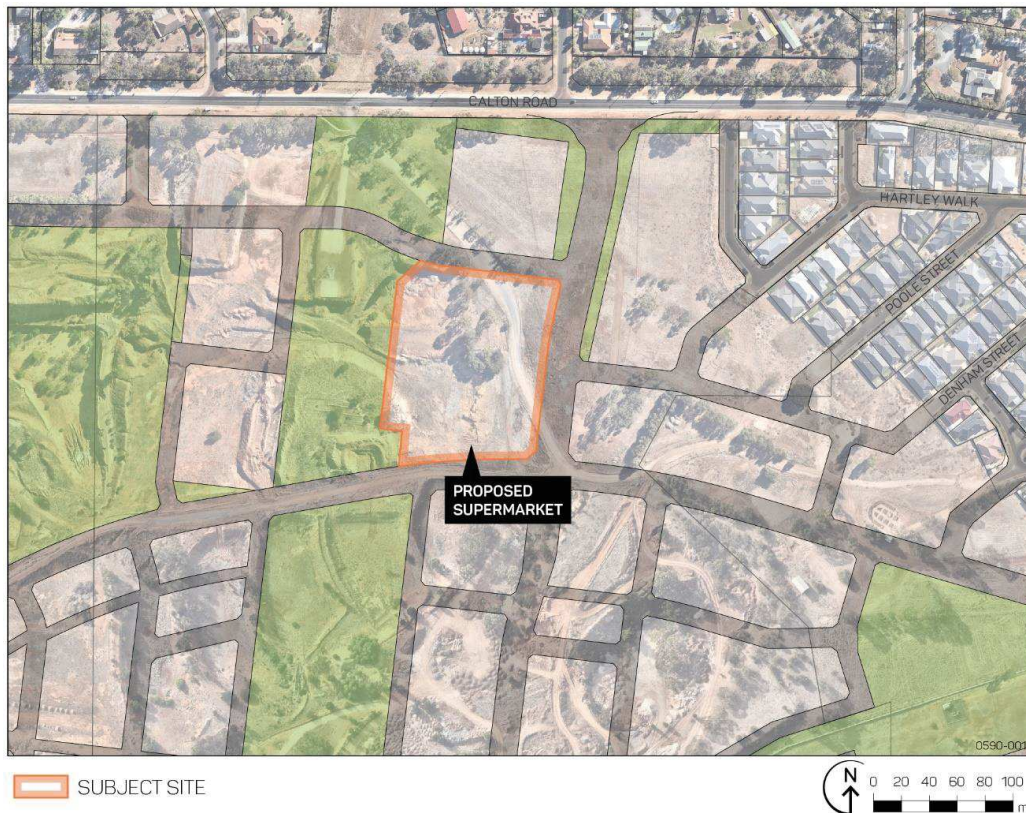 CALTON ROAD
HARTLEY WALK
POOLE STREET
DENHAM STREET
PROPOSED
SUPERMARKET
0590-001
SUBJECT SITE
N
0 20 40 60 80 100
m